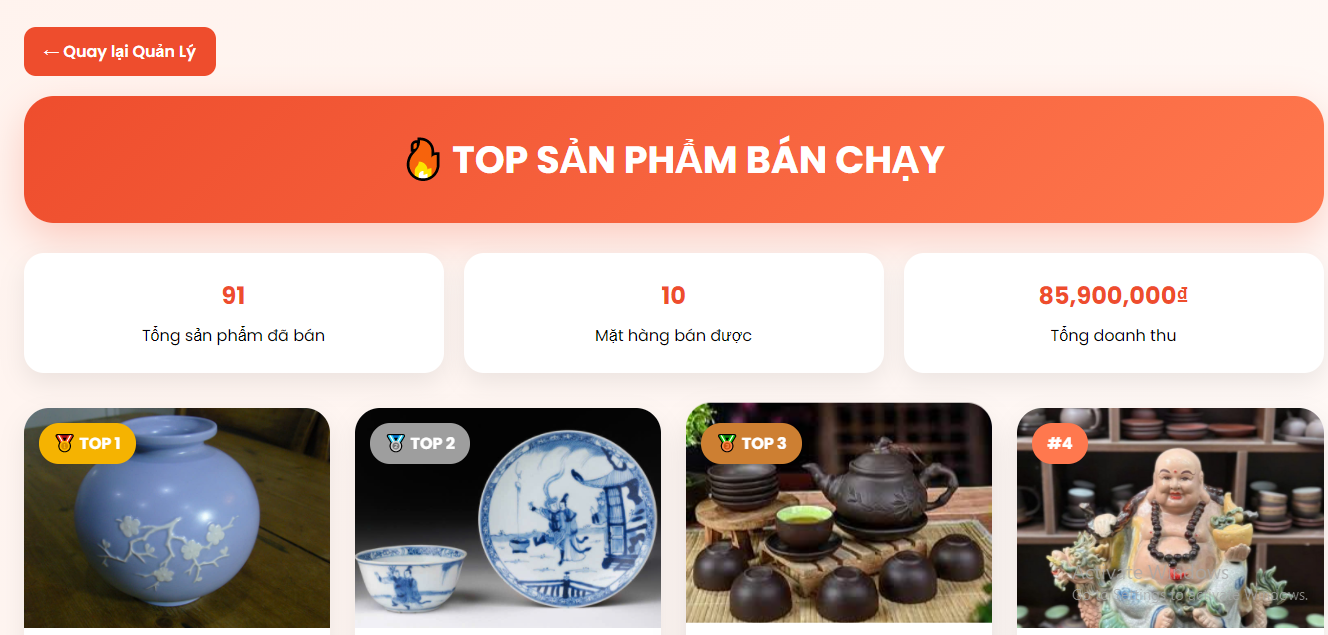 ← Quay lại Quản Lý
🔥 TOP SẢN PHẨM BÁN CHẠY
91
Tổng sản phẩm đã bán
10
Mặt hàng bán được
85,900,000₫
Tổng doanh thu
🥇 TOP 1
🥈 TOP 2
🥉 TOP 3
#4